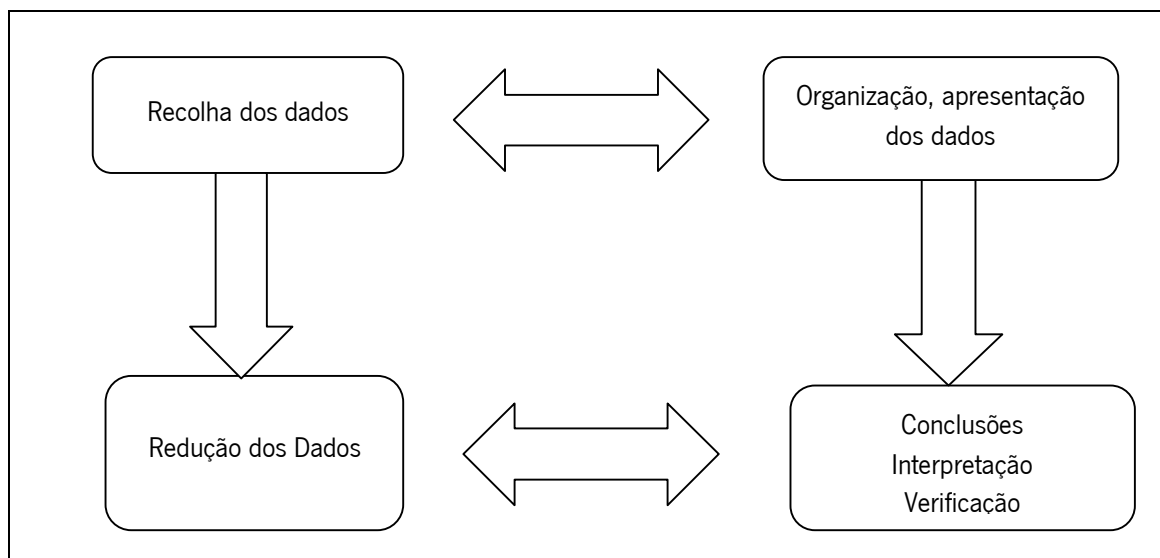 Recolha dos dados
Organização, apresentação
dos dados
Redução dos Dados
Conclusões
Interpretação
Verificação